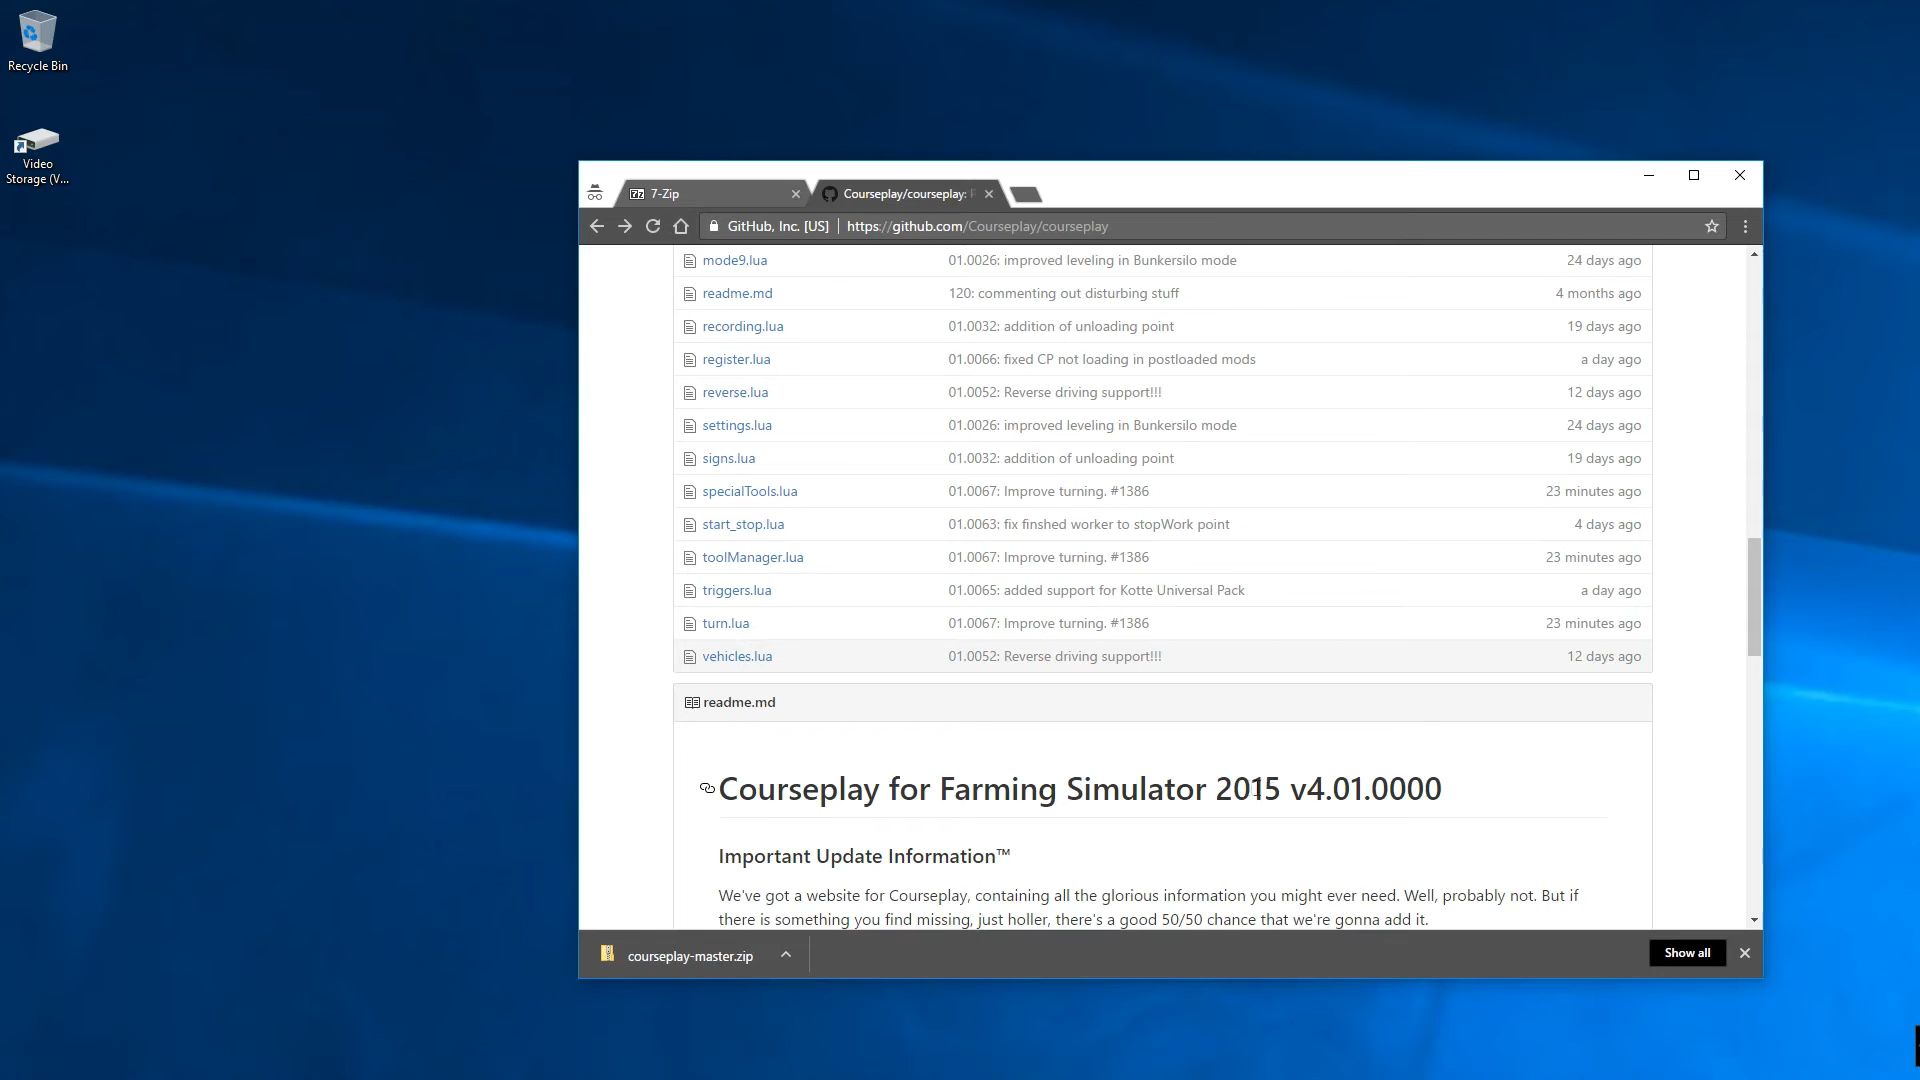 Recycle Bin
Video
Storage (V...
7-Zip
Courseplay/courseplay:
GitHub, Inc. [US] | https://github.com/Courseplay/courseplay
mode9.lua 01.0026: improved leveling in Bunkersilo mode 24 days ago
readme.md 120: commenting out disturbing stuff 4 months ago
recording.lua 01.0032: addition of unloading point 19 days ago
register.lua 01.0066: fixed CP not loading in postloaded mods a day ago
reverse.lua 01.0052: Reverse driving support!!! 12 days ago
settings.lua 01.0026: improved leveling in Bunkersilo mode 24 days ago
signs.lua 01.0032: addition of unloading point 19 days ago
specialTools.lua 01.0067: Improve turning. #1386 23 minutes ago
start_stop.lua 01.0063: fix finshed worker to stopWork point 4 days ago
toolManager.lua 01.0067: Improve turning. #1386 23 minutes ago
triggers.lua 01.0065: added support for Kotte Universal Pack a day ago
turn.lua 01.0067: Improve turning. #1386 23 minutes ago
vehicles.lua 01.0052: Reverse driving support!!! 12 days ago
readme.md
Courseplay for Farming Simulator 2015 v4.01.0000
Important Update Information™
We've got a website for Courseplay, containing all the glorious information you might ever need. Well, probably not. But if
there is something you find missing, just holler, there's a good 50/50 chance that we're gonna add it.
courseplay-master.zip
Show all